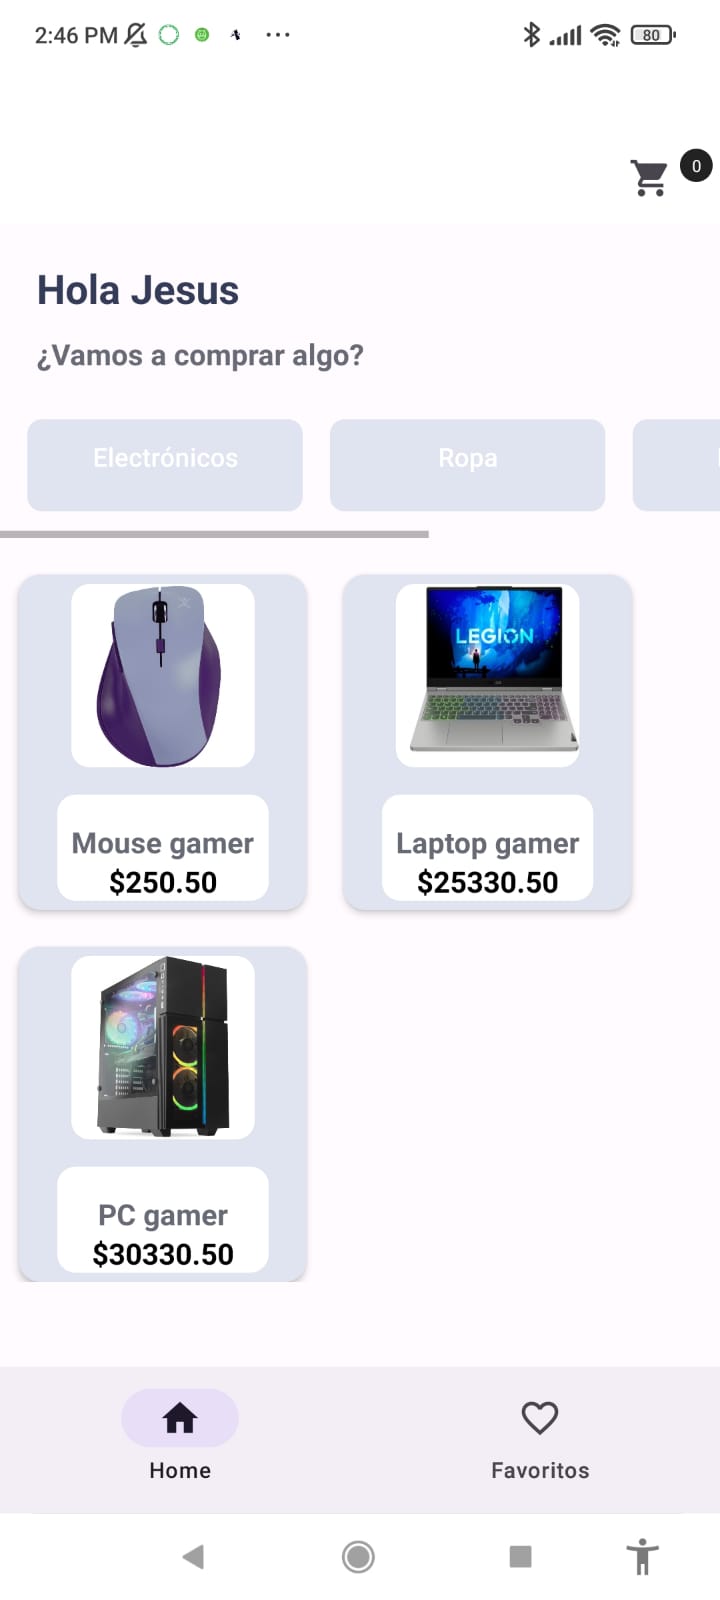 2:46 PM
80
0
Hola Jesus
¿Vamos a comprar algo?
Electrónicos
Ropa
LEGION
Mouse gamer
$250.50
Laptop gamer
$25330.50
PC gamer
$30330.50
Home
Favoritos